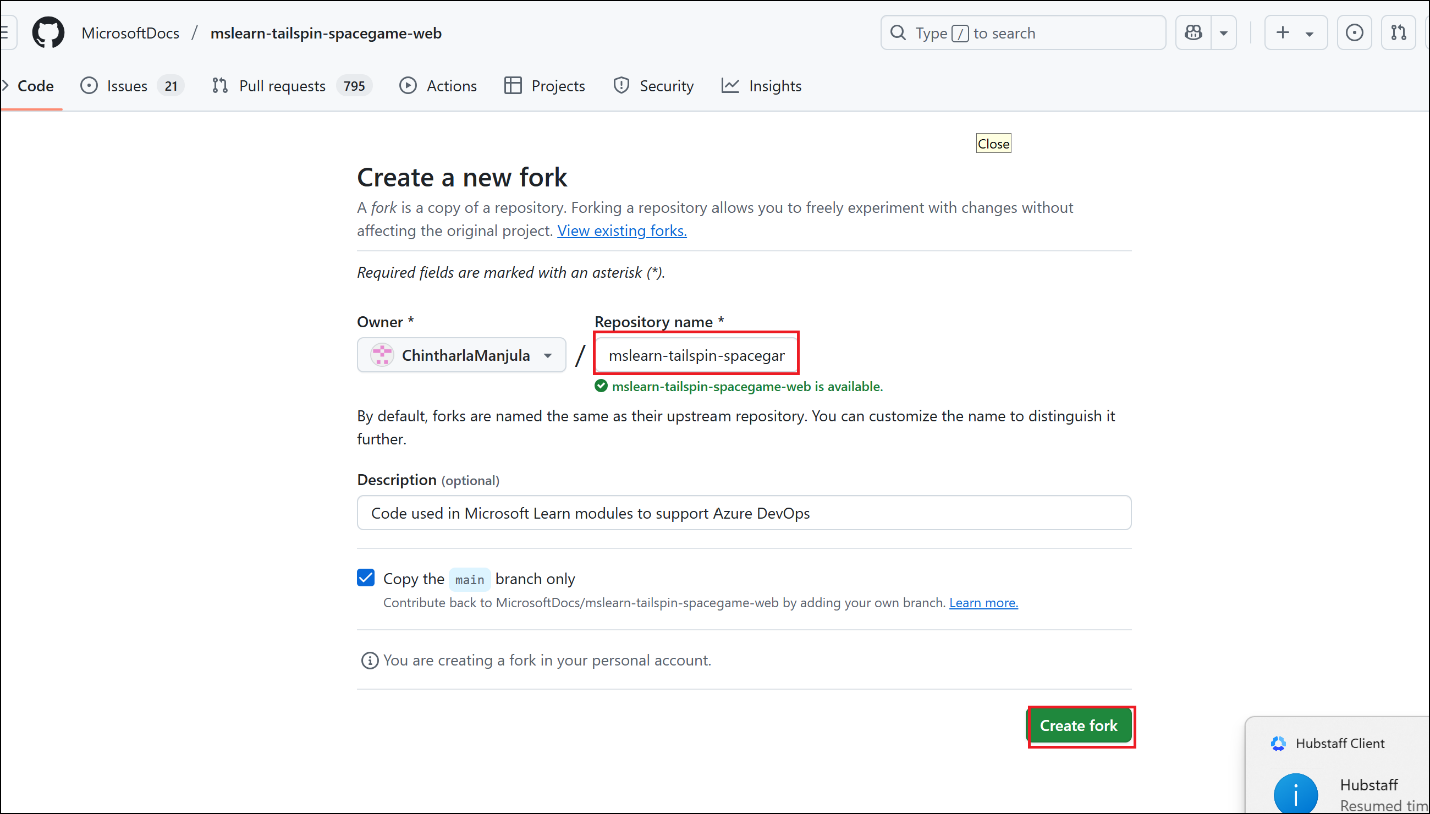 MicrosoftDocs / mslearn-tailspin-spacegame-web
Type / to search
Code
Issues 21
Pull requests 795
Actions
Projects
Security
Insights
Close
Create a new fork
A fork is a copy of a repository. Forking a repository allows you to freely experiment with changes without
affecting the original project. View existing forks.
Required fields are marked with an asterisk (*).
Owner *
Repository name *
ChintharlaManjula
/
mslearn-tailspin-spacegar
mslearn-tailspin-spacegame-web is available.
By default, forks are named the same as their upstream repository. You can customize the name to distinguish it
further.
Description (optional)
Code used in Microsoft Learn modules to support Azure DevOps
Copy the main branch only
Contribute back to MicrosoftDocs/mslearn-tailspin-spacegame-web by adding your own branch. Learn more.
You are creating a fork in your personal account.
Create fork
Hubstaff Client
Hubstaff
Resumed tim